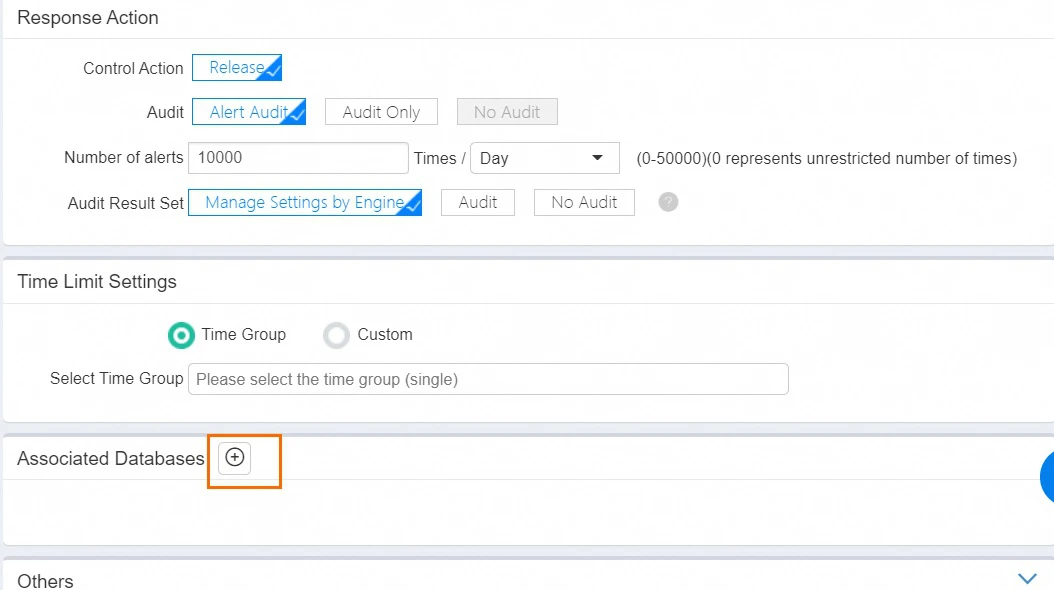 Response Action
Control Action Release
Audit Alert Audit Audit Only No Audit
Number of alerts 10000 Times / Day (0-50000)(0 represents unrestricted number of times)
Audit Result Set Manage Settings by Engine Audit No Audit ?
Time Limit Settings
Time Group Custom
Select Time Group Please select the time group (single)
Associated Databases
Others